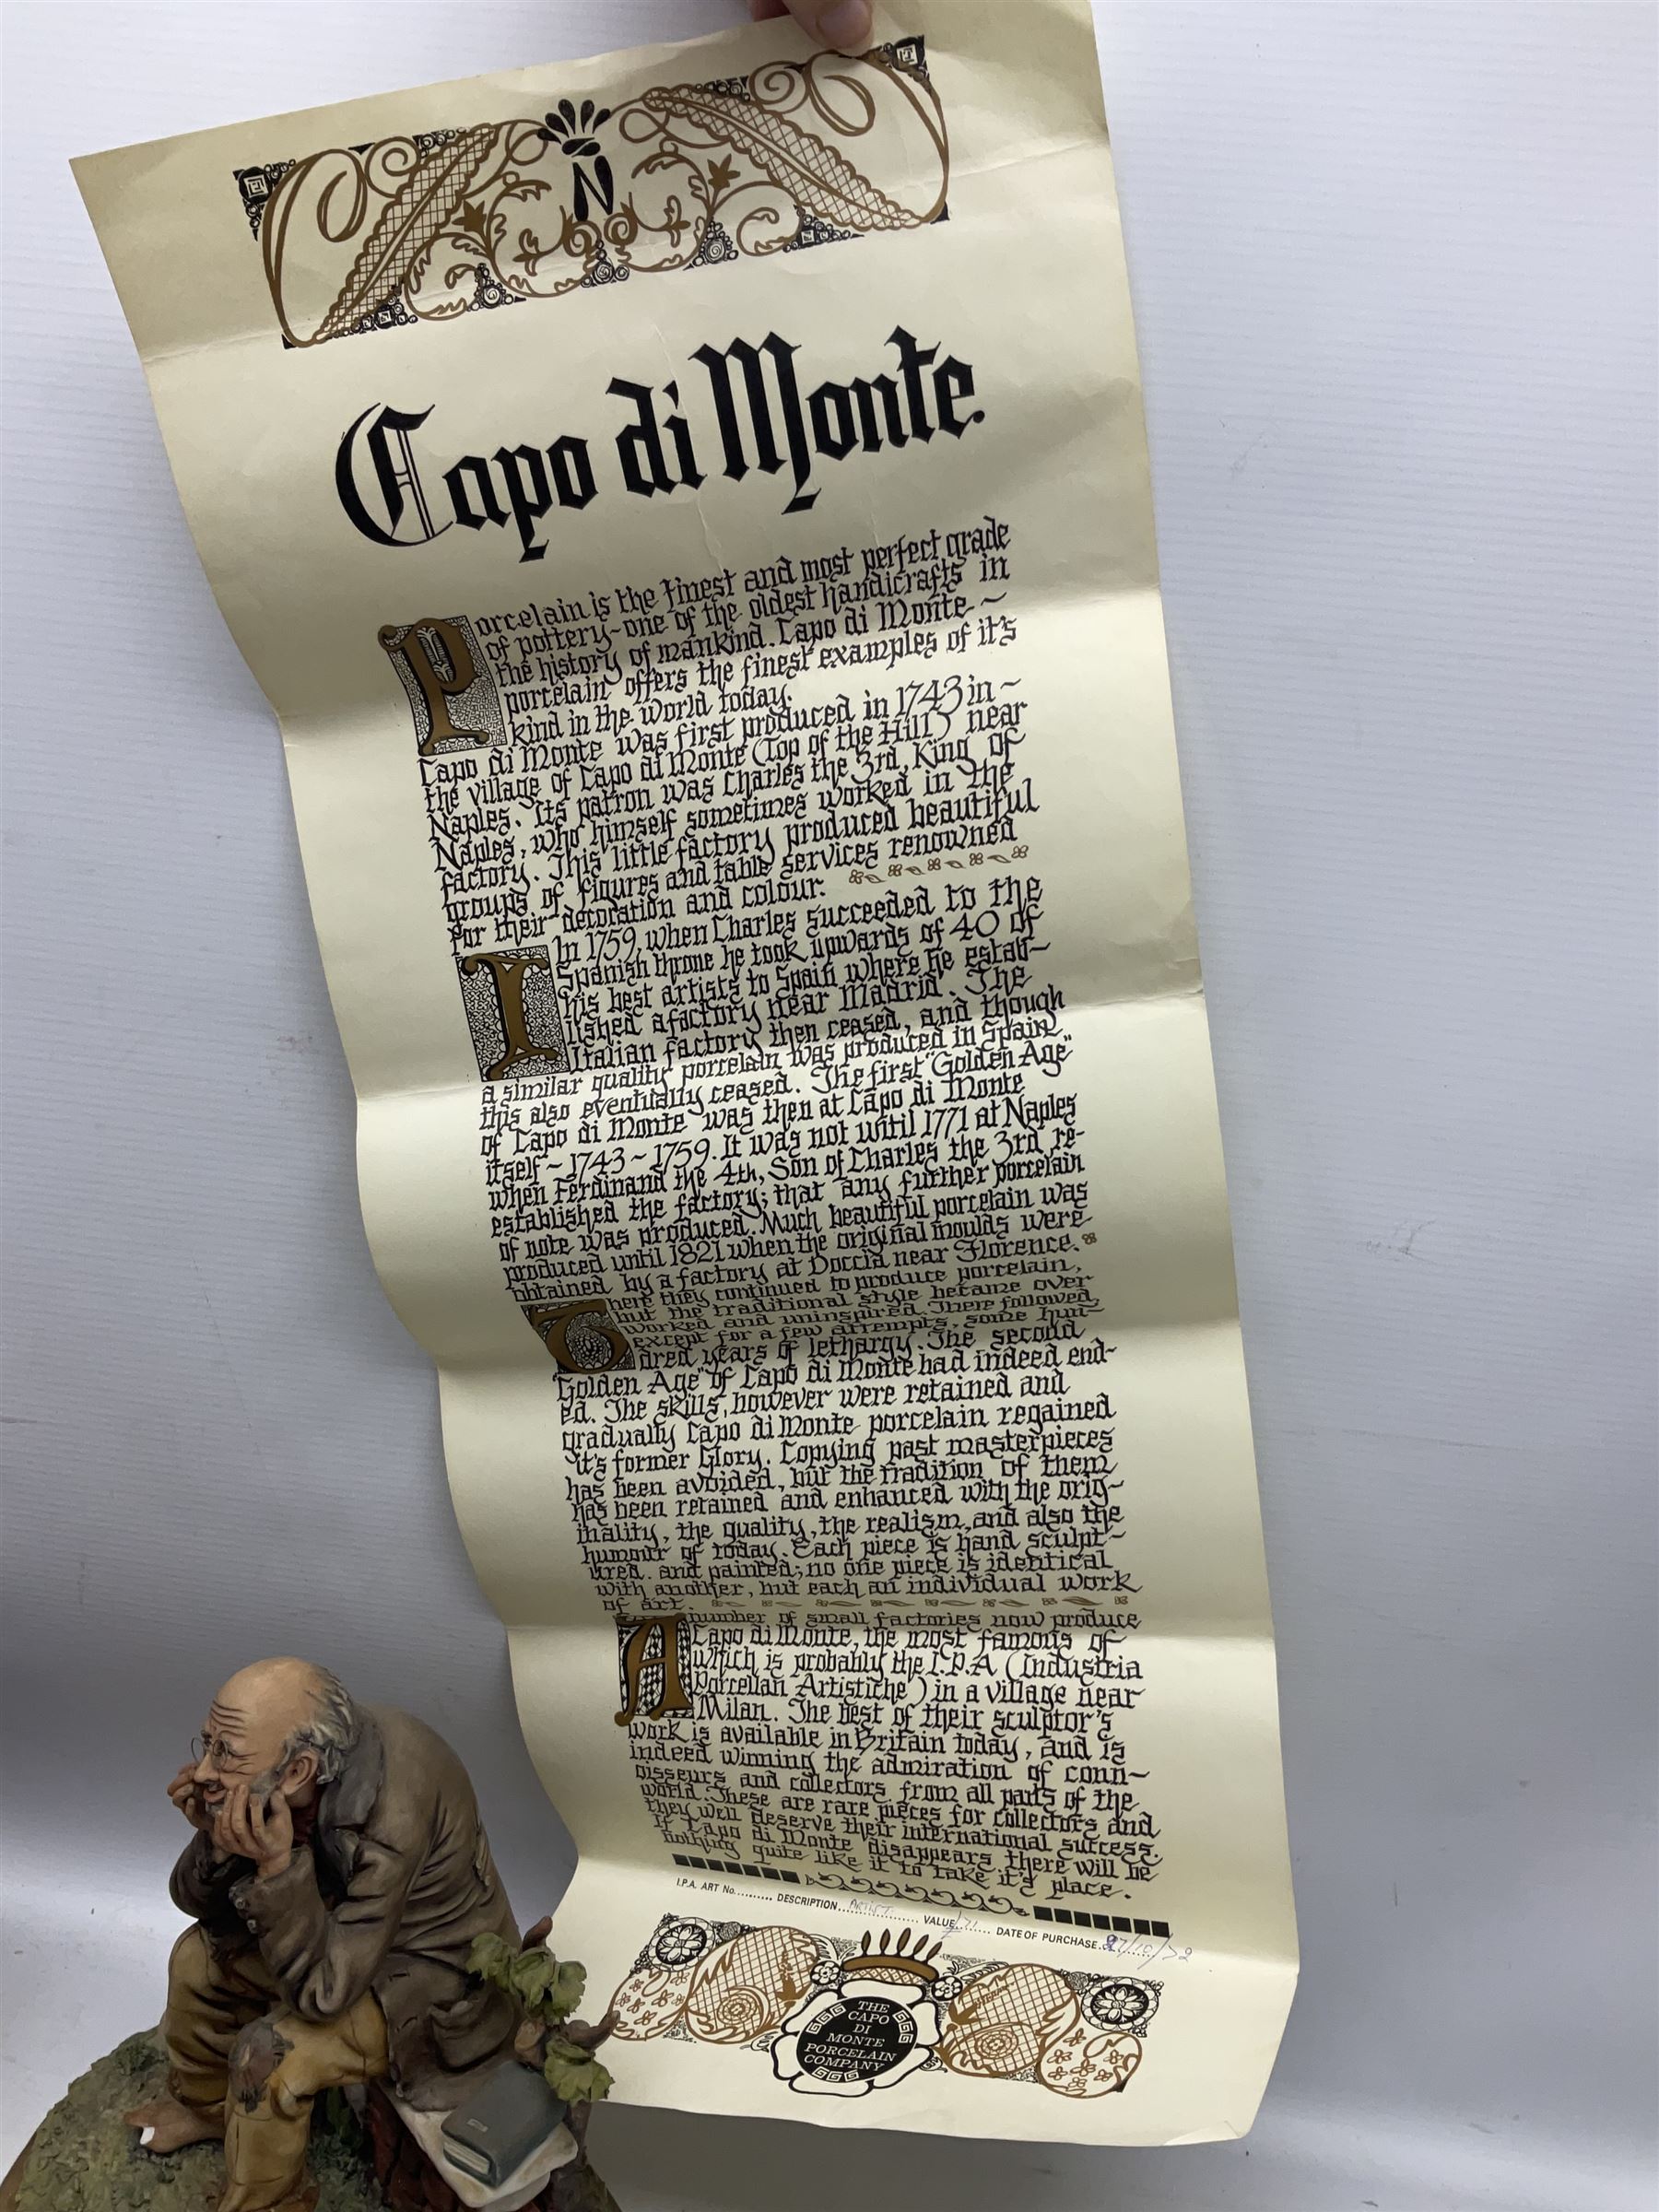 N
Capo di Monte.
Porcelain is the finest and most perfect grade
of pottery~one of the oldest handicrafts in
the history of mankind. Capo di Monte ~
porcelain offers the finest examples of it's
kind in the world today.
Capo di Monte was first produced in 1743 in ~
the village of Capo di Monte (Top of the Hill) near
Naples. Its patron was Charles the 3rd, King of
Naples, who himself sometimes worked in the
factory. This little factory produced beautiful
groups of figures and table services renowned
for their decoration and colour.
In 1759, when Charles succeeded to the
Spanish throne he took upwards of 40 of
his best artists to Spain where he estab-
lished a factory near Madrid. The
Italian factory then ceased, and though
a similar quality porcelain was produced in Spain
this also eventually ceased. The first "Golden Age"
of Capo di Monte was then at Capo di Monte
itself ~ 1743 ~ 1759. It was not until 1771 at Naples
when Ferdinand the 4th, Son of Charles the 3rd re-
established the factory; that any further porcelain
of note was produced. Much beautiful porcelain was
produced until 1821 when the original moulds were
obtained by a factory at Doccia near Florence.
There they continued to produce porcelain,
but the traditional style became over
worked and uninspired. There followed,
except for a few attempts, some hun-
dred years of lethargy. The second
"Golden Age" of Capo di Monte had indeed end-
ed. The skills, however were retained and
gradually Capo di Monte porcelain regained
it's former Glory. Copying past masterpieces
has been avoided, but the tradition of them
has been retained and enhanced with the orig-
inality, the quality, the realism, and also the
humour of today. Each piece is hand sculpt-
ured. and painted; no one piece is identical
with another, but each an individual work
of art.
A number of small factories now produce
Capo di Monte, the most famous of
which is probably the I.P.A (Industria
Porcellan Artistiche) in a village near
Milan. The best of their sculptor's
work is available in Britain today, and is
indeed winning the admiration of conn-
oisseurs and collectors from all parts of the
world. These are rare pieces for collectors and
they well deserve their international success.
If Capo di Monte disappears there will be
nothing quite like it to take it's place.
I.P.A. ART No.......... DESCRIPTION ARTIST VALUE £71 DATE OF PURCHASE
THE
CAPO
DI
MONTE
PORCELAIN
COMPANY